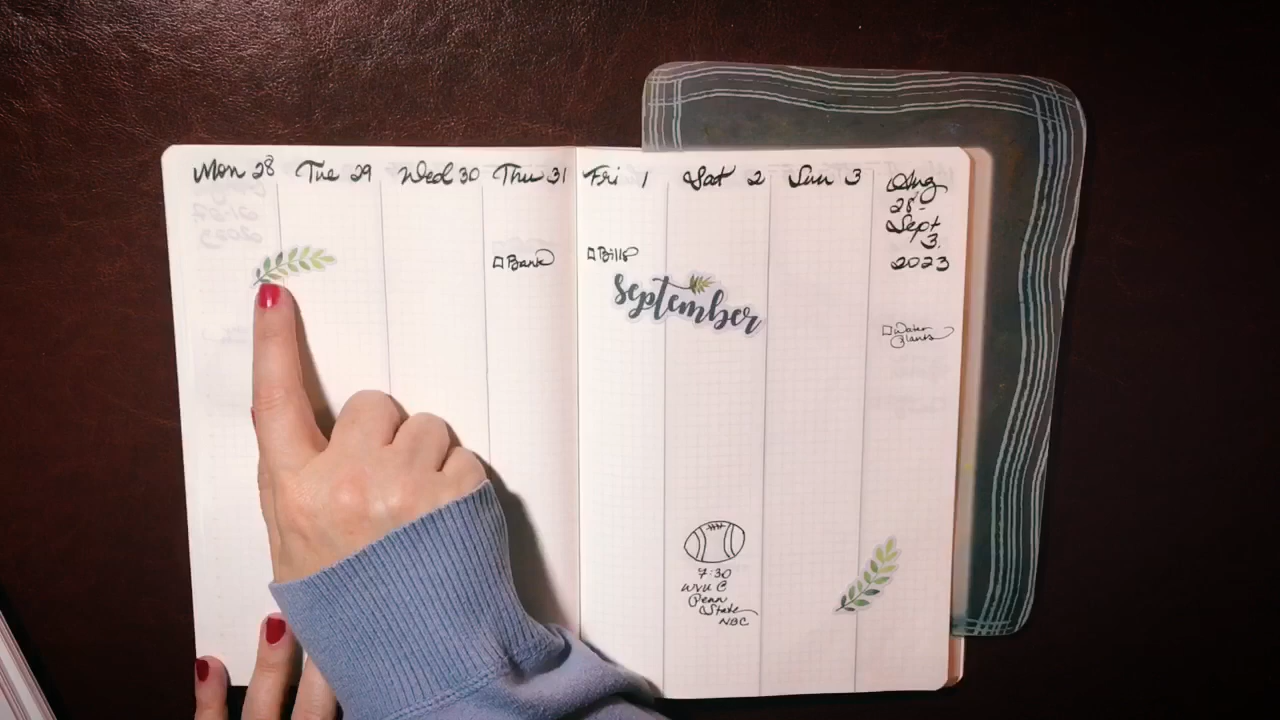 Mon 28
Tue 29
Wed 30
Thu 31
Fri 1
Sat 2
Sun 3
Aug
28-
Sept
3.
2023
Bank
Bills
September
Water
Plants
7:30
WVU @
Penn
State
NBC